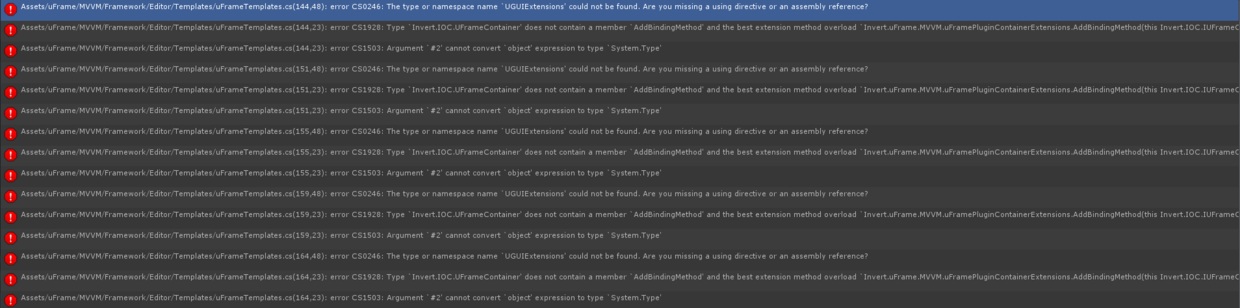 Assets/uFrame/MVVM/Framework/Editor/Templates/uFrameTemplates.cs(144,48): error CS0246: The type or namespace name `UGUIExtensions' could not be found. Are you missing a using directive or an assembly reference?
Assets/uFrame/MVVM/Framework/Editor/Templates/uFrameTemplates.cs(144,23): error CS1928: Type `Invert.IOC.UFrameContainer' does not contain a member `AddBindingMethod' and the best extension method overload `Invert.uFrame.MVVM.uFramePluginContainerExtensions.AddBindingMethod(this Invert.IOC.IUFrameC
Assets/uFrame/MVVM/Framework/Editor/Templates/uFrameTemplates.cs(144,23): error CS1503: Argument `#2' cannot convert `object' expression to type `System.Type'
Assets/uFrame/MVVM/Framework/Editor/Templates/uFrameTemplates.cs(151,48): error CS0246: The type or namespace name `UGUIExtensions' could not be found. Are you missing a using directive or an assembly reference?
Assets/uFrame/MVVM/Framework/Editor/Templates/uFrameTemplates.cs(151,23): error CS1928: Type `Invert.IOC.UFrameContainer' does not contain a member `AddBindingMethod' and the best extension method overload `Invert.uFrame.MVVM.uFramePluginContainerExtensions.AddBindingMethod(this Invert.IOC.IUFrameC
Assets/uFrame/MVVM/Framework/Editor/Templates/uFrameTemplates.cs(151,23): error CS1503: Argument `#2' cannot convert `object' expression to type `System.Type'
Assets/uFrame/MVVM/Framework/Editor/Templates/uFrameTemplates.cs(155,48): error CS0246: The type or namespace name `UGUIExtensions' could not be found. Are you missing a using directive or an assembly reference?
Assets/uFrame/MVVM/Framework/Editor/Templates/uFrameTemplates.cs(155,23): error CS1928: Type `Invert.IOC.UFrameContainer' does not contain a member `AddBindingMethod' and the best extension method overload `Invert.uFrame.MVVM.uFramePluginContainerExtensions.AddBindingMethod(this Invert.IOC.IUFrameC
Assets/uFrame/MVVM/Framework/Editor/Templates/uFrameTemplates.cs(155,23): error CS1503: Argument `#2' cannot convert `object' expression to type `System.Type'
Assets/uFrame/MVVM/Framework/Editor/Templates/uFrameTemplates.cs(159,48): error CS0246: The type or namespace name `UGUIExtensions' could not be found. Are you missing a using directive or an assembly reference?
Assets/uFrame/MVVM/Framework/Editor/Templates/uFrameTemplates.cs(159,23): error CS1928: Type `Invert.IOC.UFrameContainer' does not contain a member `AddBindingMethod' and the best extension method overload `Invert.uFrame.MVVM.uFramePluginContainerExtensions.AddBindingMethod(this Invert.IOC.IUFrameC
Assets/uFrame/MVVM/Framework/Editor/Templates/uFrameTemplates.cs(159,23): error CS1503: Argument `#2' cannot convert `object' expression to type `System.Type'
Assets/uFrame/MVVM/Framework/Editor/Templates/uFrameTemplates.cs(164,48): error CS0246: The type or namespace name `UGUIExtensions' could not be found. Are you missing a using directive or an assembly reference?
Assets/uFrame/MVVM/Framework/Editor/Templates/uFrameTemplates.cs(164,23): error CS1928: Type `Invert.IOC.UFrameContainer' does not contain a member `AddBindingMethod' and the best extension method overload `Invert.uFrame.MVVM.uFramePluginContainerExtensions.AddBindingMethod(this Invert.IOC.IUFrameC
Assets/uFrame/MVVM/Framework/Editor/Templates/uFrameTemplates.cs(164,23): error CS1503: Argument `#2' cannot convert `object' expression to type `System.Type'